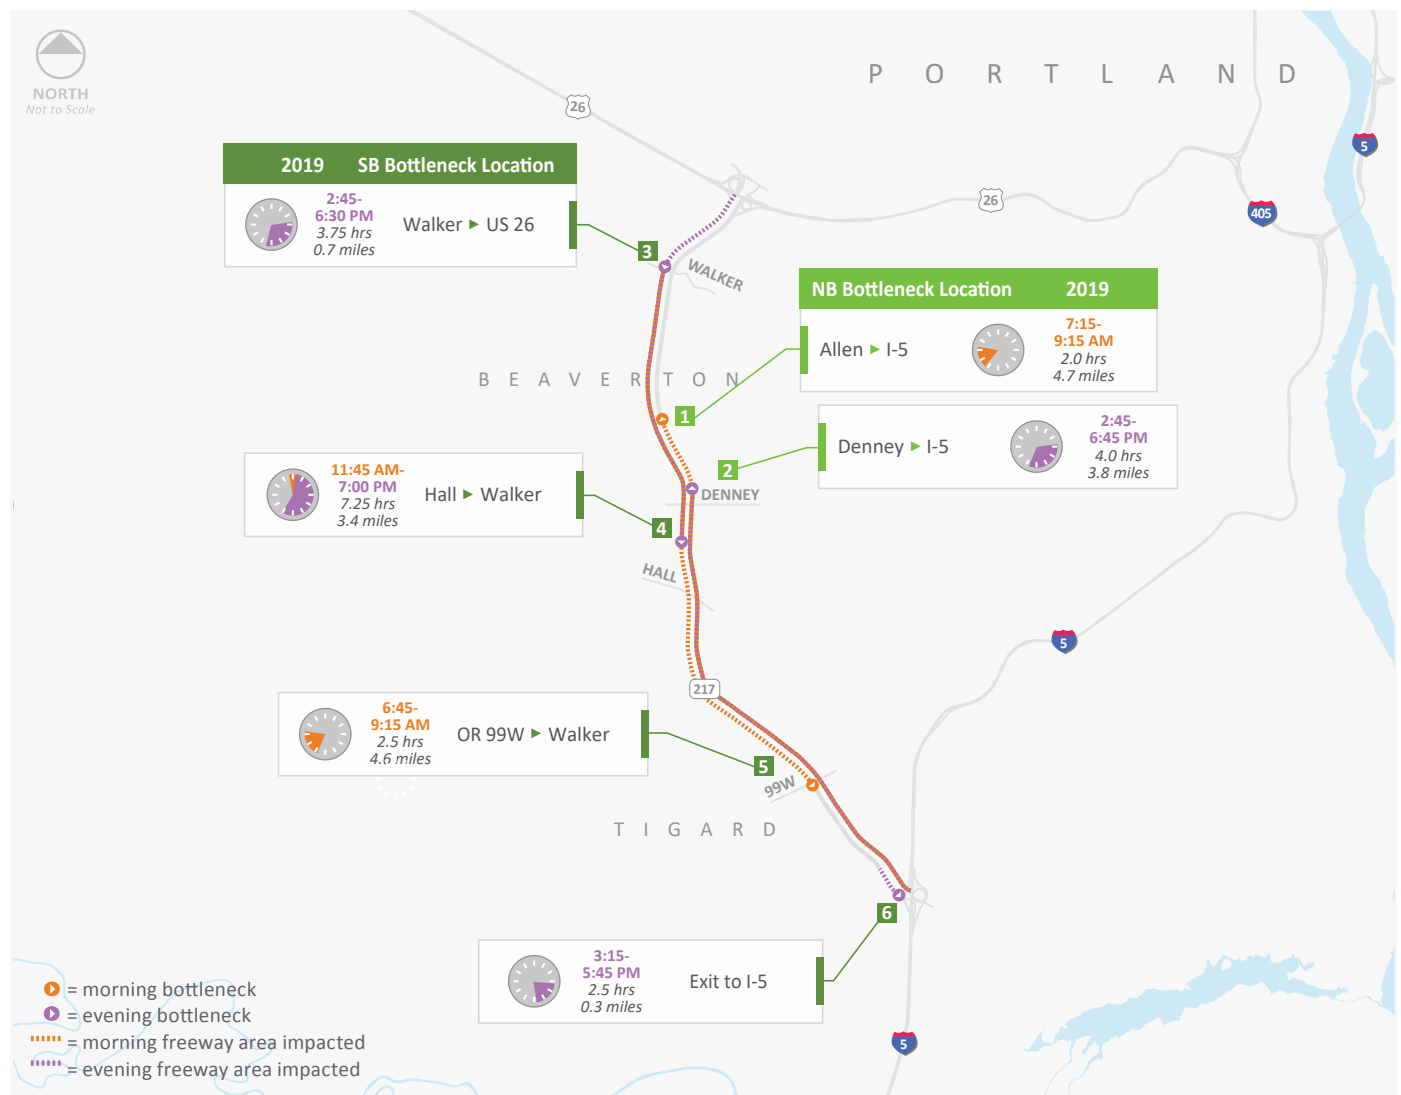 NORTH
Not to Scale
PORTLAND
26
5
26
405
2019 SB Bottleneck Location
2:45-
6:30 PM
3.75 hrs
0.7 miles
Walker ► US 26
3
WALKER
NB Bottleneck Location 2019
Allen ► I-5
7:15-
9:15 AM
2.0 hrs
4.7 miles
BEAVERTON
1
Denney ► I-5
2:45-
6:45 PM
4.0 hrs
3.8 miles
2
DENNEY
11:45 AM-
7:00 PM
7.25 hrs
3.4 miles
Hall ► Walker
4
HALL
5
217
6:45-
9:15 AM
2.5 hrs
4.6 miles
OR 99W ► Walker
5
99W
TIGARD
6
3:15-
5:45 PM
2.5 hrs
0.3 miles
Exit to I-5
5
= morning bottleneck
= evening bottleneck
= morning freeway area impacted
= evening freeway area impacted